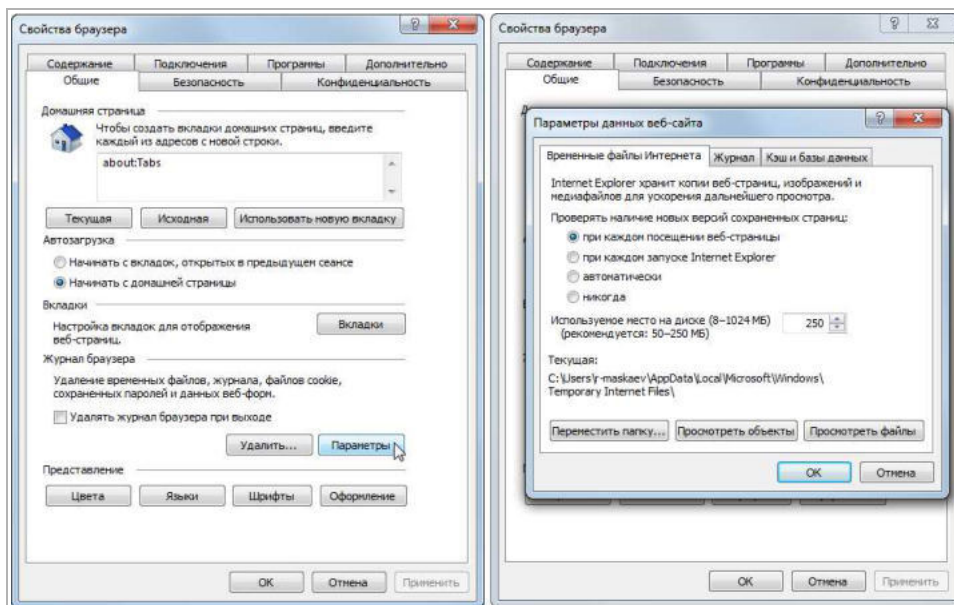 Свойства браузера
Содержание Подключения Программы Дополнительно
Общие Безопасность Конфиденциальность
Домашняя страница
Чтобы создать вкладки домашних страниц, введите
каждый из адресов с новой строки.
about:Tabs
Текущая Исходная Использовать новую вкладку
Автозагрузка
Начинать с вкладок, открытых в предыдущем сеансе
Начинать с домашней страницы
Вкладки
Настройка вкладок для отображения
веб-страниц.
Вкладки
Журнал браузера
Удаление временных файлов, журнала, файлов cookie,
сохраненных паролей и данных веб-форм.
Удалять журнал браузера при выходе
Удалить... Параметры
Представление
Цвета Языки Шрифты Оформление
OK Отмена Применить
Свойства браузера
Содержание Подключения Программы Дополнительно
Общие Безопасность Конфиденциальность
Параметры данных веб-сайта
Временные файлы Интернета Журнал Кэш и базы данных
Internet Explorer хранит копии веб-страниц, изображений и
медиафайлов для ускорения дальнейшего просмотра.
Проверять наличие новых версий сохраненных страниц:
при каждом посещении веб-страницы
при каждом запуске Internet Explorer
автоматически
никогда
Используемое место на диске (8–1024 МБ) 250
(рекомендуется: 50–250 МБ)
Текущая:
C:\Users\r-maskaev\AppData\Local\Microsoft\Windows\
Temporary Internet Files\
Переместить папку... Просмотреть объекты Просмотреть файлы
OK Отмена
OK Отмена Применить